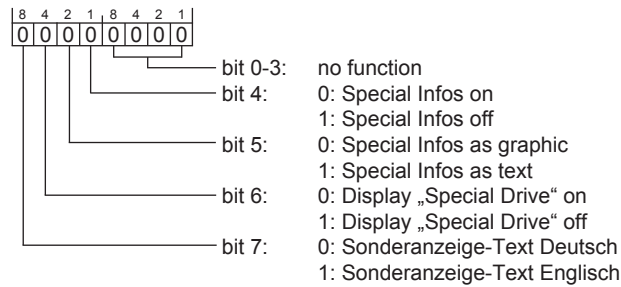 8 4 2 1 8 4 2 1
0 0 0 0 0 0 0 0
bit 0-3: no function
bit 4: 0: Special Infos on
1: Special Infos off
bit 5: 0: Special Infos as graphic
1: Special Infos as text
bit 6: 0: Display „Special Drive“ on
1: Display „Special Drive“ off
bit 7: 0: Sonderanzeige-Text Deutsch
1: Sonderanzeige-Text Englisch